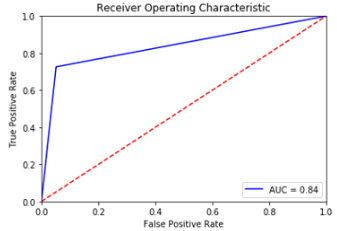 Receiver Operating Characteristic
1.0
0.8
0.6
0.4
0.2
0.0
True Positive Rate
AUC = 0.84
0.0 0.2 0.4 0.6 0.8 1.0
False Positive Rate